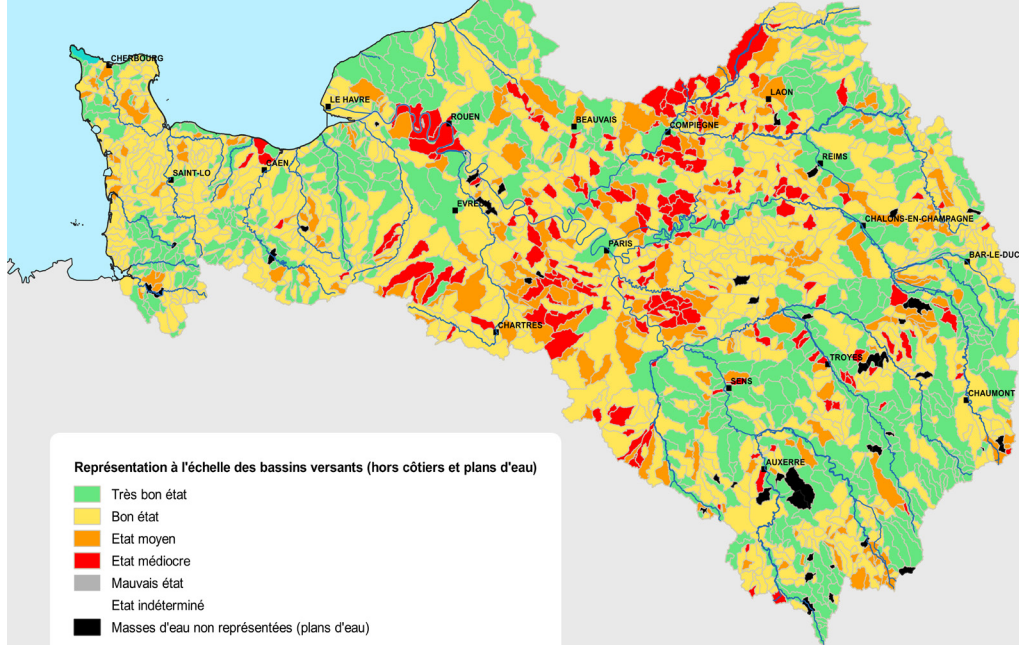 CHERBOURG
LE HAVRE
ROUEN
BEAUVAIS
COMPIEGNE
LAON
REIMS
SAINT-LO
CAEN
EVREUX
PARIS
CHALONS-EN-CHAMPAGNE
BAR-LE-DUC
CHARTRES
TROYES
SENS
CHAUMONT
AUXERRE
Représentation à l'échelle des bassins versants (hors côtiers et plans d'eau)
Très bon état
Bon état
Etat moyen
Etat médiocre
Mauvais état
Etat indéterminé
Masses d'eau non représentées (plans d'eau)